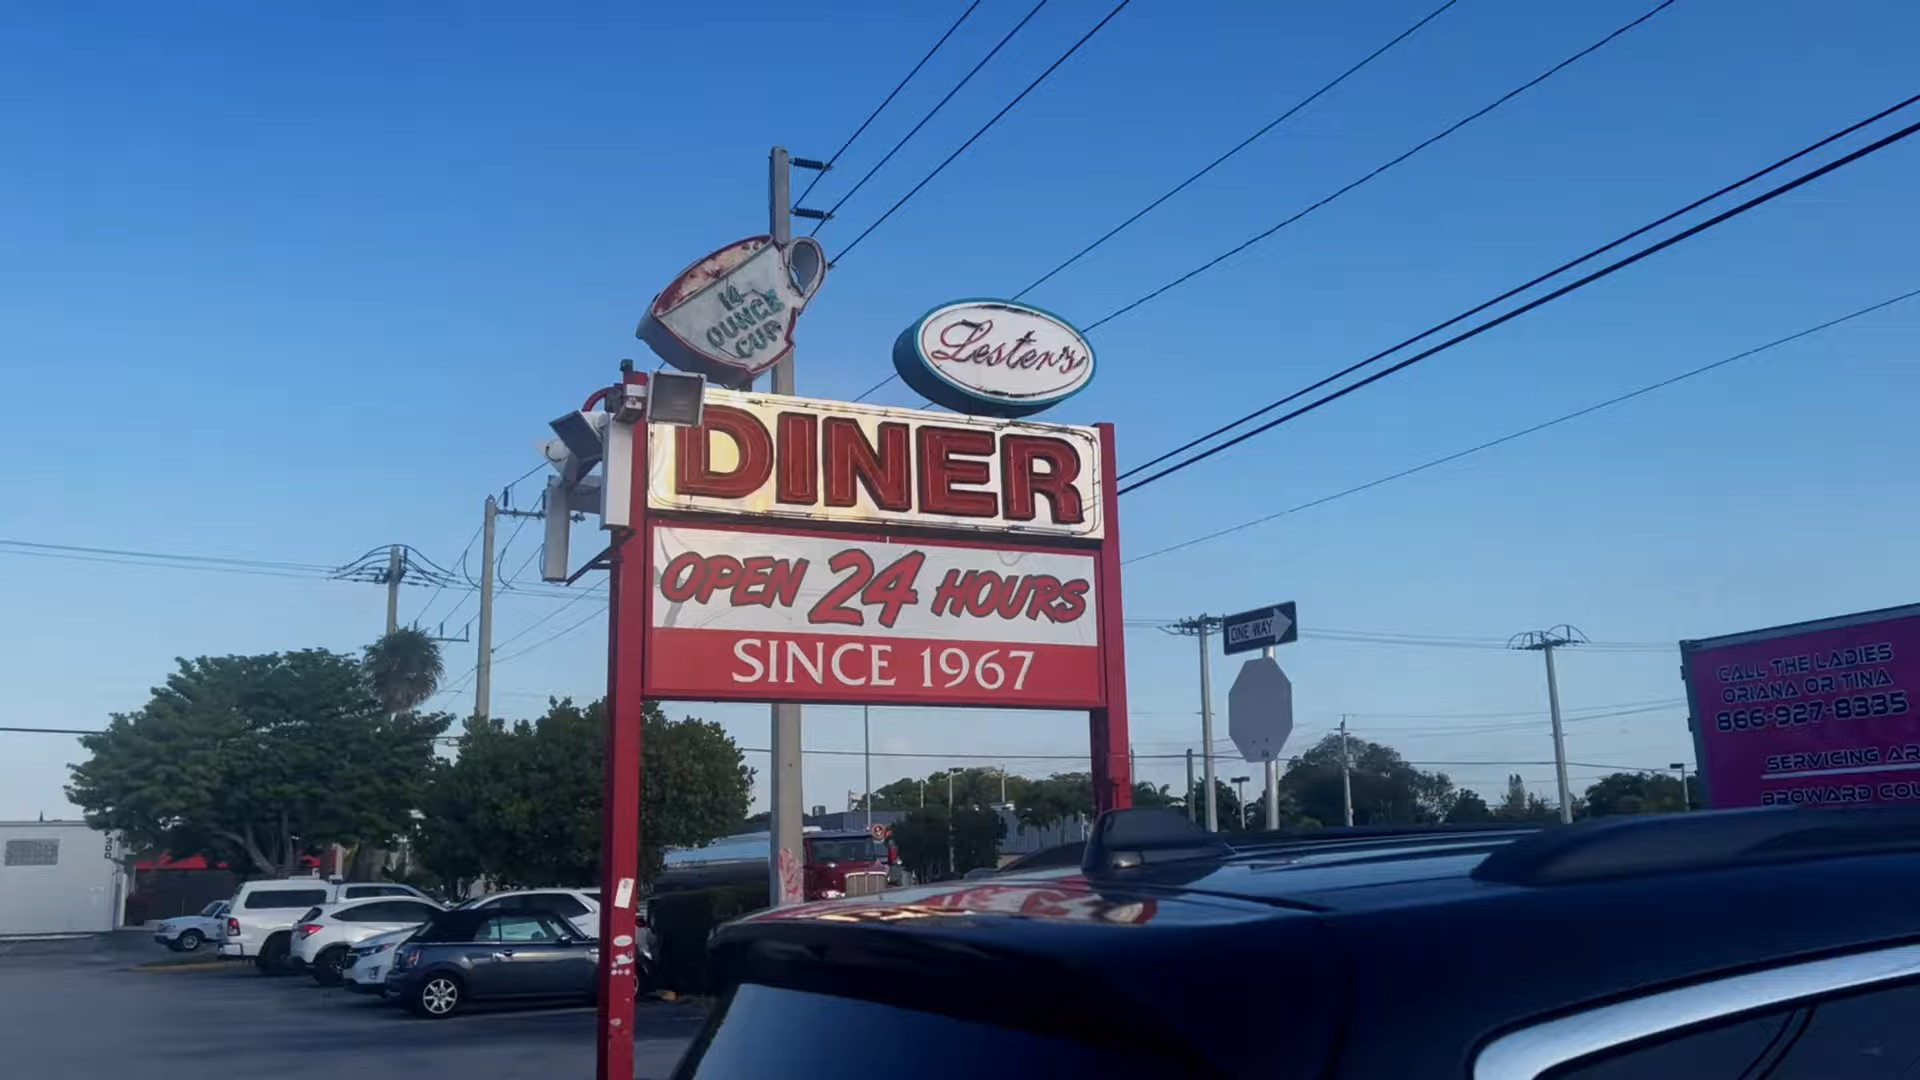 14
OUNCE
CUP
Lester's
DINER
OPEN 24 HOURS
SINCE 1967
ONE WAY
CALL THE LADIES
ORIANA OR TINA
866-927-8335
SERVICING
BROWARD